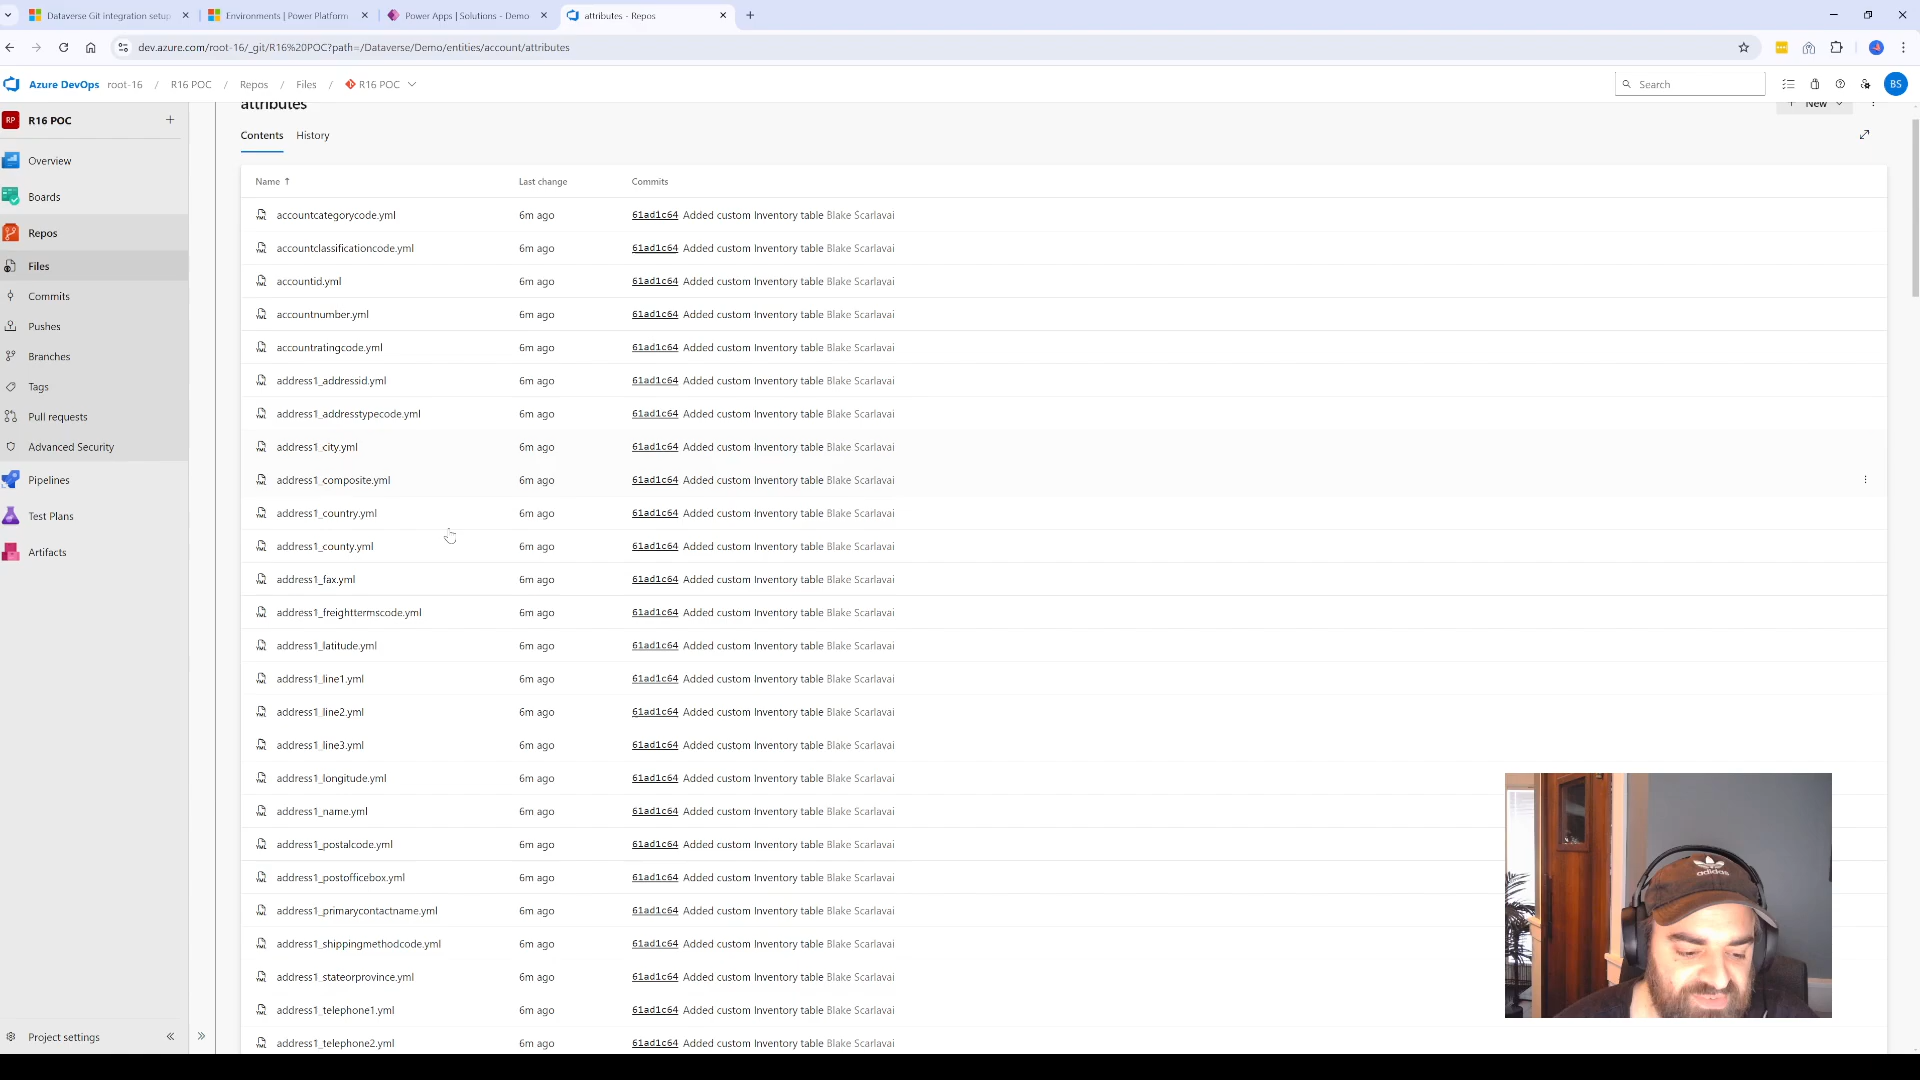 Dataverse Git integration setup
Environments | Power Platform
Power Apps | Solutions - Demo
attributes - Repos
dev.azure.com/root-16/_git/R16%20POC?path=/Dataverse/Demo/entities/account/attributes
Azure DevOps root-16 / R16 POC / Repos / Files / R16 POC
Search
BS
RP R16 POC
Overview
Boards
Repos
Files
Commits
Pushes
Branches
Tags
Pull requests
Advanced Security
Pipelines
Test Plans
Artifacts
Project settings
attributes
New
Contents History
Name Last change Commits
accountcategorycode.yml 6m ago 61ad1c64 Added custom Inventory table Blake Scarlavai
accountclassificationcode.yml 6m ago 61ad1c64 Added custom Inventory table Blake Scarlavai
accountid.yml 6m ago 61ad1c64 Added custom Inventory table Blake Scarlavai
accountnumber.yml 6m ago 61ad1c64 Added custom Inventory table Blake Scarlavai
accountratingcode.yml 6m ago 61ad1c64 Added custom Inventory table Blake Scarlavai
address1_addressid.yml 6m ago 61ad1c64 Added custom Inventory table Blake Scarlavai
address1_addresstypecode.yml 6m ago 61ad1c64 Added custom Inventory table Blake Scarlavai
address1_city.yml 6m ago 61ad1c64 Added custom Inventory table Blake Scarlavai
address1_composite.yml 6m ago 61ad1c64 Added custom Inventory table Blake Scarlavai
address1_country.yml 6m ago 61ad1c64 Added custom Inventory table Blake Scarlavai
address1_county.yml 6m ago 61ad1c64 Added custom Inventory table Blake Scarlavai
address1_fax.yml 6m ago 61ad1c64 Added custom Inventory table Blake Scarlavai
address1_freighttermscode.yml 6m ago 61ad1c64 Added custom Inventory table Blake Scarlavai
address1_latitude.yml 6m ago 61ad1c64 Added custom Inventory table Blake Scarlavai
address1_line1.yml 6m ago 61ad1c64 Added custom Inventory table Blake Scarlavai
address1_line2.yml 6m ago 61ad1c64 Added custom Inventory table Blake Scarlavai
address1_line3.yml 6m ago 61ad1c64 Added custom Inventory table Blake Scarlavai
address1_longitude.yml 6m ago 61ad1c64 Added custom Inventory table Blake Scarlavai
address1_name.yml 6m ago 61ad1c64 Added custom Inventory table Blake Scarlavai
address1_postalcode.yml 6m ago 61ad1c64 Added custom Inventory table Blake Scarlavai
address1_postofficebox.yml 6m ago 61ad1c64 Added custom Inventory table Blake Scarlavai
address1_primarycontactname.yml 6m ago 61ad1c64 Added custom Inventory table Blake Scarlavai
address1_shippingmethodcode.yml 6m ago 61ad1c64 Added custom Inventory table Blake Scarlavai
address1_stateorprovince.yml 6m ago 61ad1c64 Added custom Inventory table Blake Scarlavai
address1_telephone1.yml 6m ago 61ad1c64 Added custom Inventory table Blake Scarlavai
address1_telephone2.yml 6m ago 61ad1c64 Added custom Inventory table Blake Scarlavai
adidas